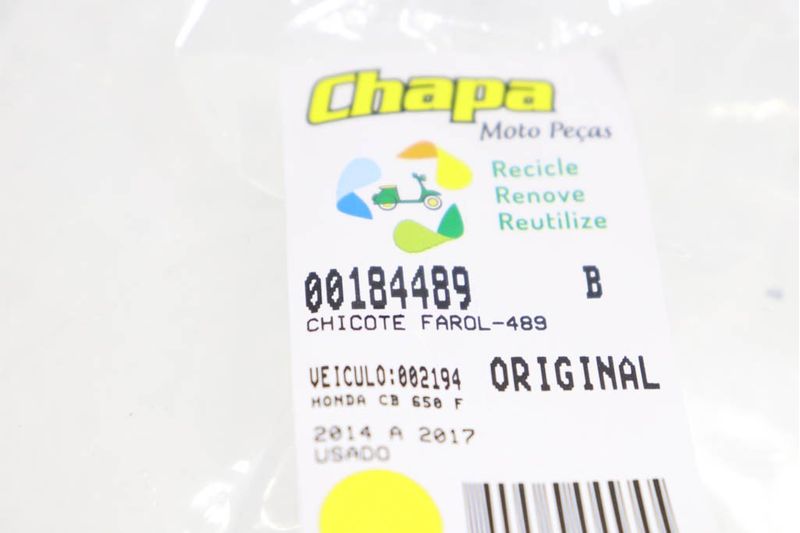 Chapa
Moto Peças
Recicle
Renove
Reutilize
00184489 B
CHICOTE FAROL-489
VEICULO:002194 ORIGINAL
HONDA CB 650 F
2014 A 2017
USADO